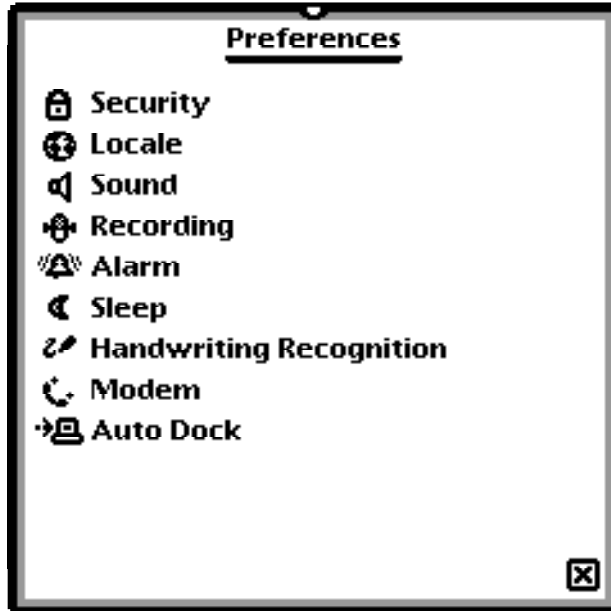 Preferences
Security
Locale
Sound
Recording
Alarm
Sleep
Handwriting Recognition
Modem
Auto Dock